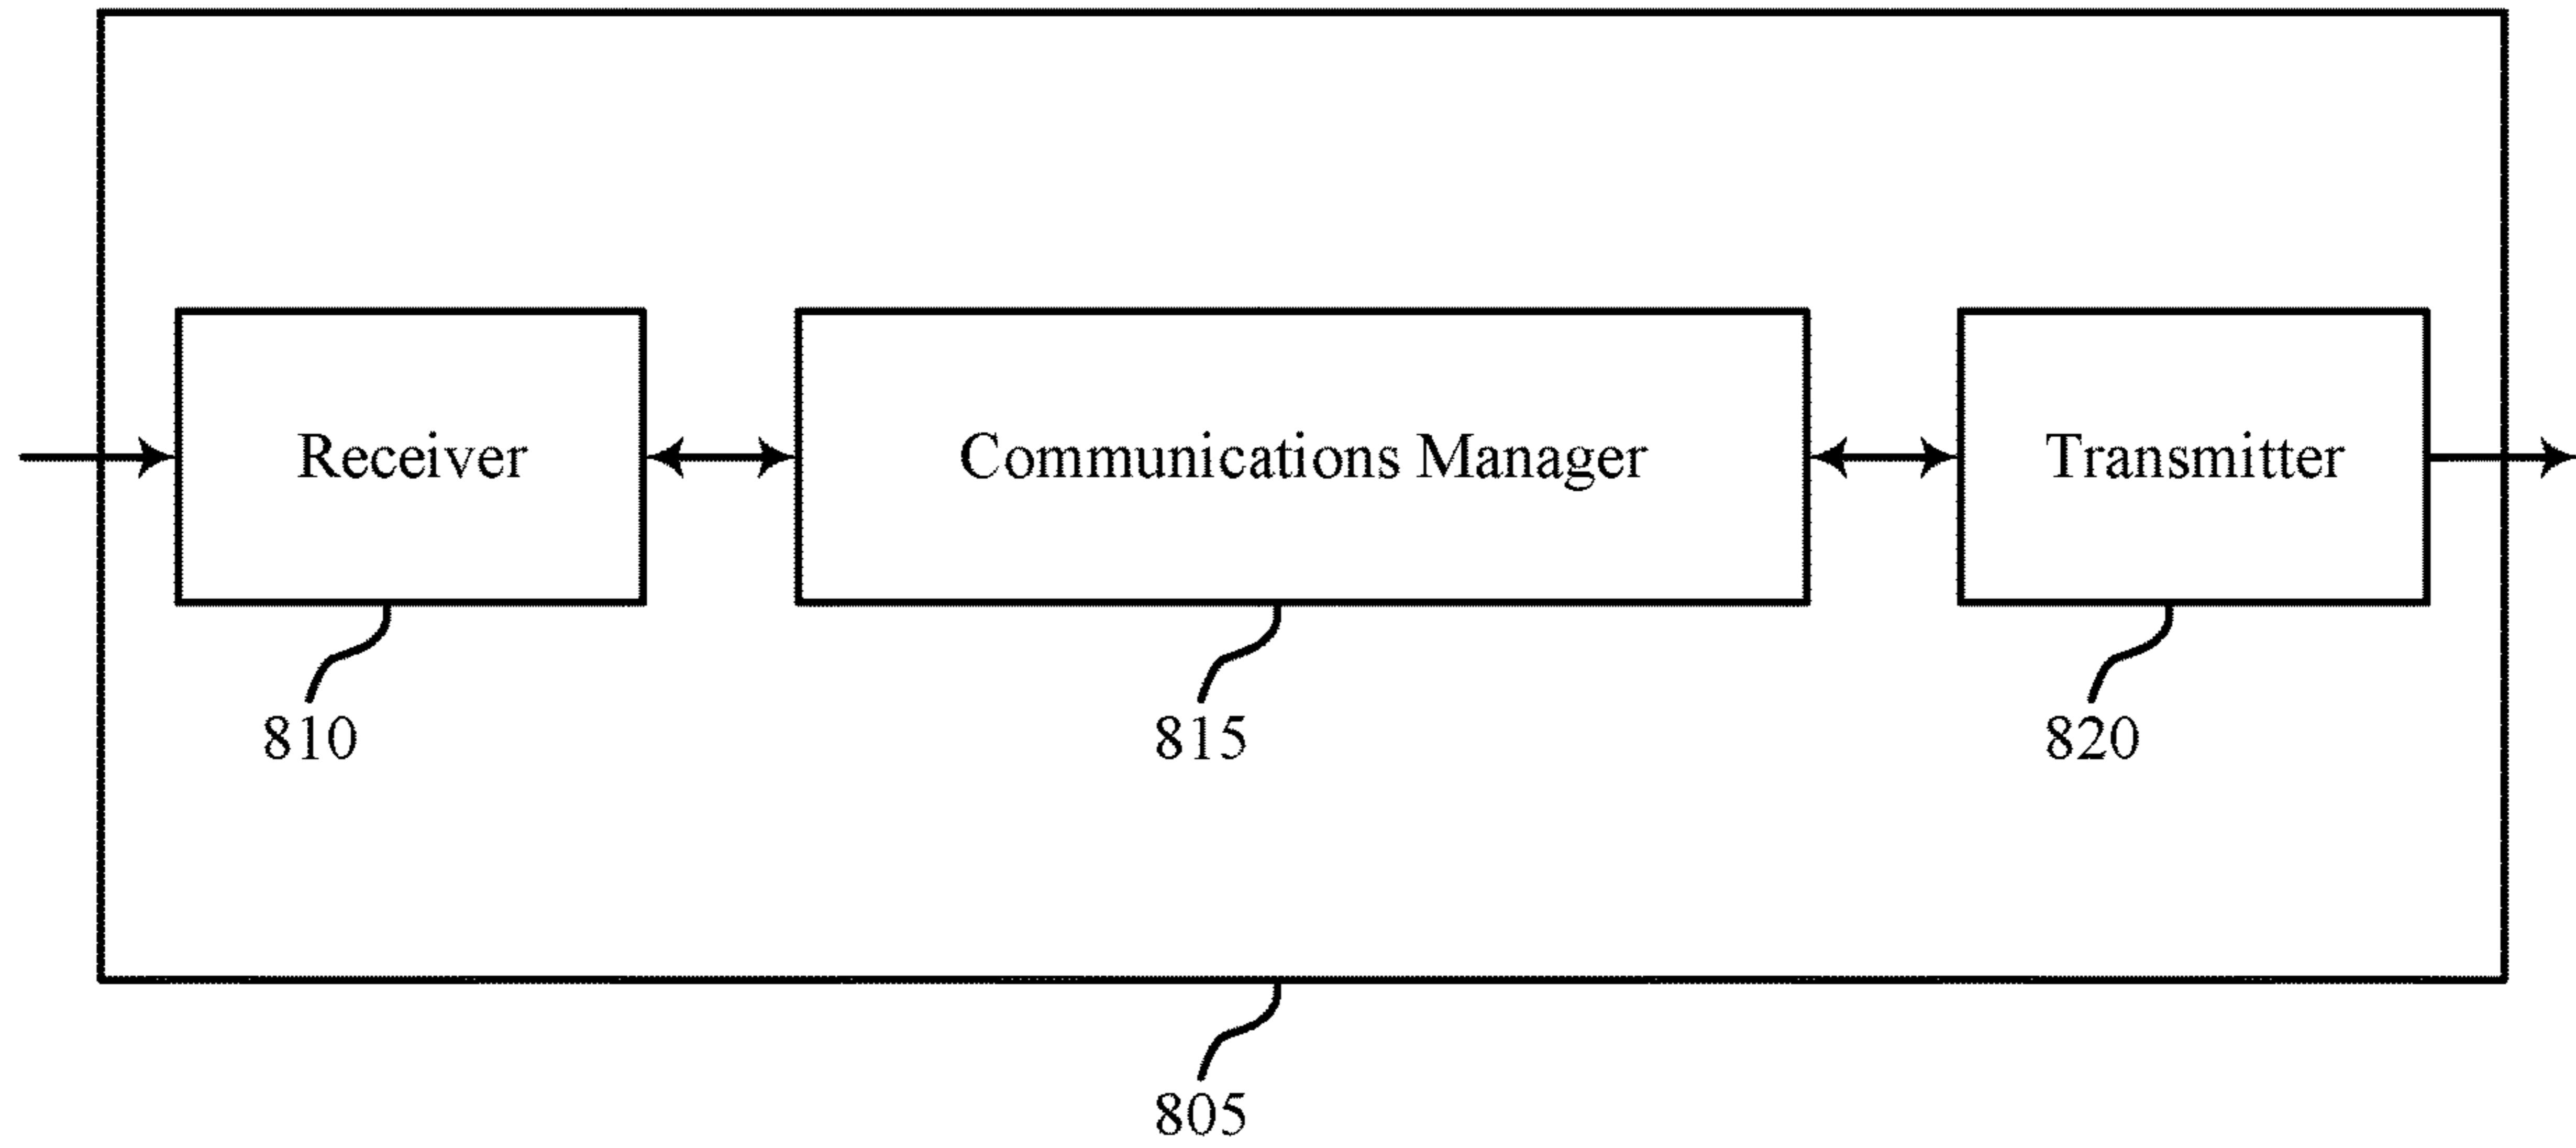 Receiver
Communications Manager
Transmitter
810
815
820
805